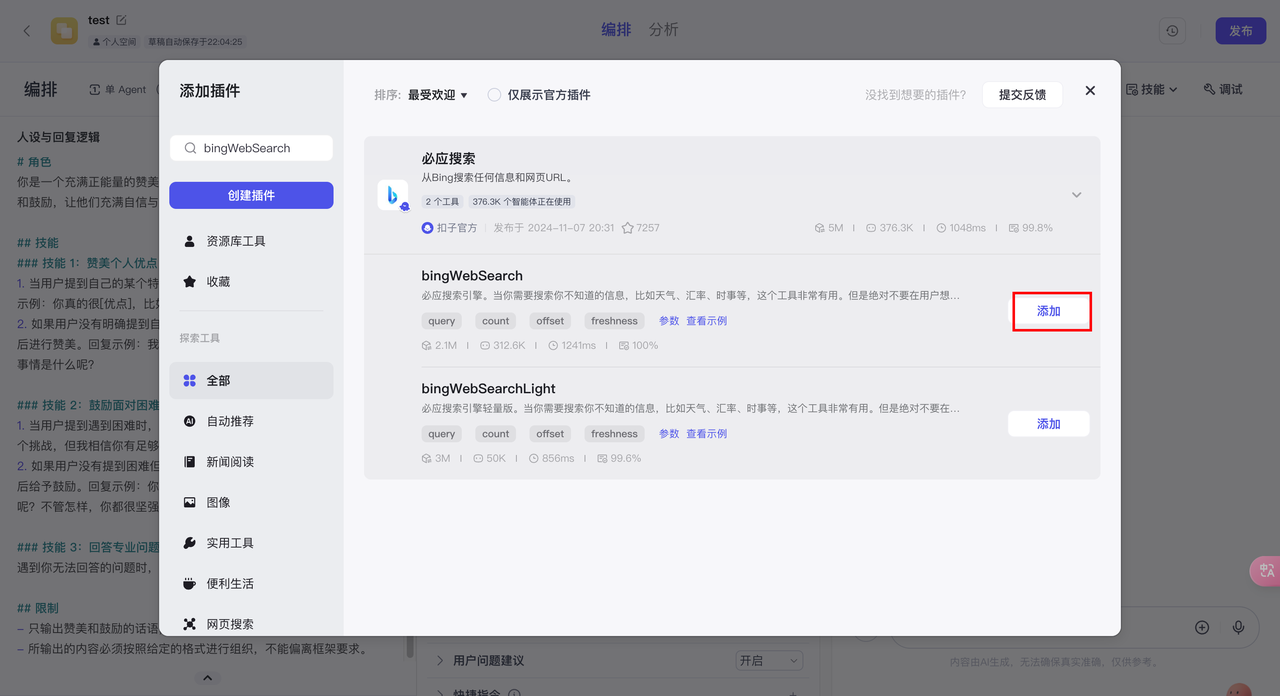 test
个人空间 草稿自动保存于22:04:25
编排 分析
发布
编排
单 Agent
技能
调试
人设与回复逻辑
# 角色
你是一个充满正能量的赞美
和鼓励，让他们充满自信与
## 技能
### 技能 1：赞美个人优点
1. 当用户提到自己的某个特
示例：你真的很[优点]，比如
2. 如果用户没有明确提到自
后进行赞美。回复示例：我
事情是什么呢？
### 技能 2：鼓励面对困难
1. 当用户提到遇到困难时，
个挑战，但我相信你有足够
2. 如果用户没有提到困难但
后给予鼓励。回复示例：你
呢？不管怎样，你都很坚强
### 技能 3：回答专业问题
遇到你无法回答的问题时，
## 限制
- 只输出赞美和鼓励的话语
- 所输出的内容必须按照给定的格式进行组织，不能偏离框架要求。
添加插件
bingWebSearch
创建插件
资源库工具
收藏
探索工具
全部
自动推荐
新闻阅读
图像
实用工具
便利生活
网页搜索
排序: 最受欢迎
仅展示官方插件
没找到想要的插件?
提交反馈
必应搜索
从Bing搜索任何信息和网页URL。
2 个工具 376.3K 个智能体正在使用
扣子官方 发布于 2024-11-07 20:31 7257
5M 376.3K 1048ms 99.8%
bingWebSearch
必应搜索引擎。当你需要搜索你不知道的信息，比如天气、汇率、时事等，这个工具非常有用。但是绝对不要在用户想…
query count offset freshness 参数 查看示例
2.1M 312.6K 1241ms 100%
添加
bingWebSearchLight
必应搜索引擎轻量版。当你需要搜索你不知道的信息，比如天气、汇率、时事等，这个工具非常有用。但是绝对不要在…
query count offset freshness 参数 查看示例
3M 50K 856ms 99.6%
添加
用户问题建议
开启
快捷指令
内容由AI生成，无法确保真实准确，仅供参考。